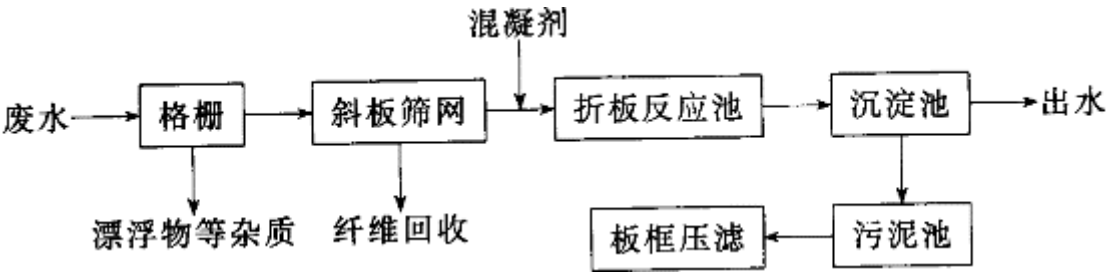 混凝剂
废水
格栅
斜板筛网
折板反应池
沉淀池
出水
漂浮物等杂质
纤维回收
板框压滤
污泥池